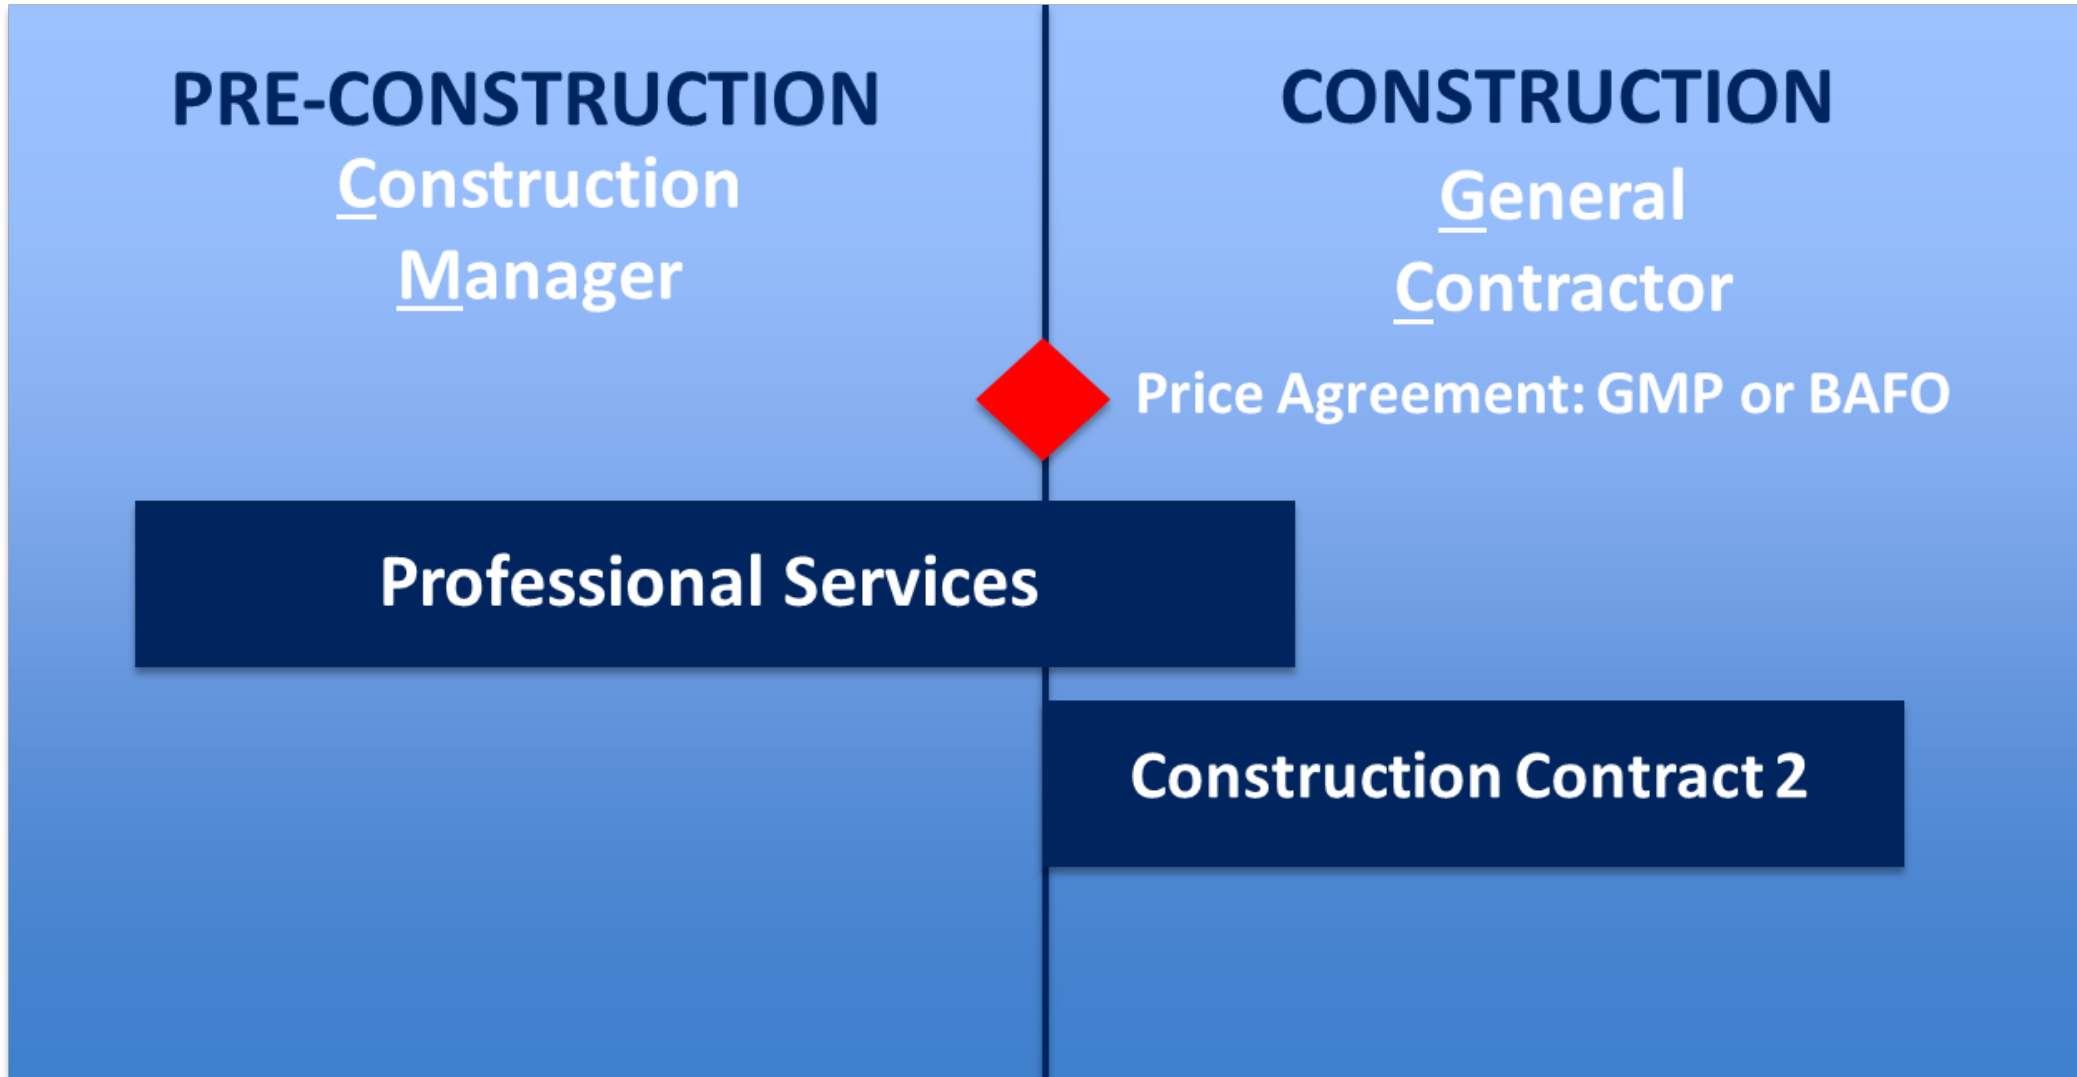 PRE-CONSTRUCTION
Construction
Manager
CONSTRUCTION
General
Contractor
Price Agreement: GMP or BAFO
Professional Services
Construction Contract 2